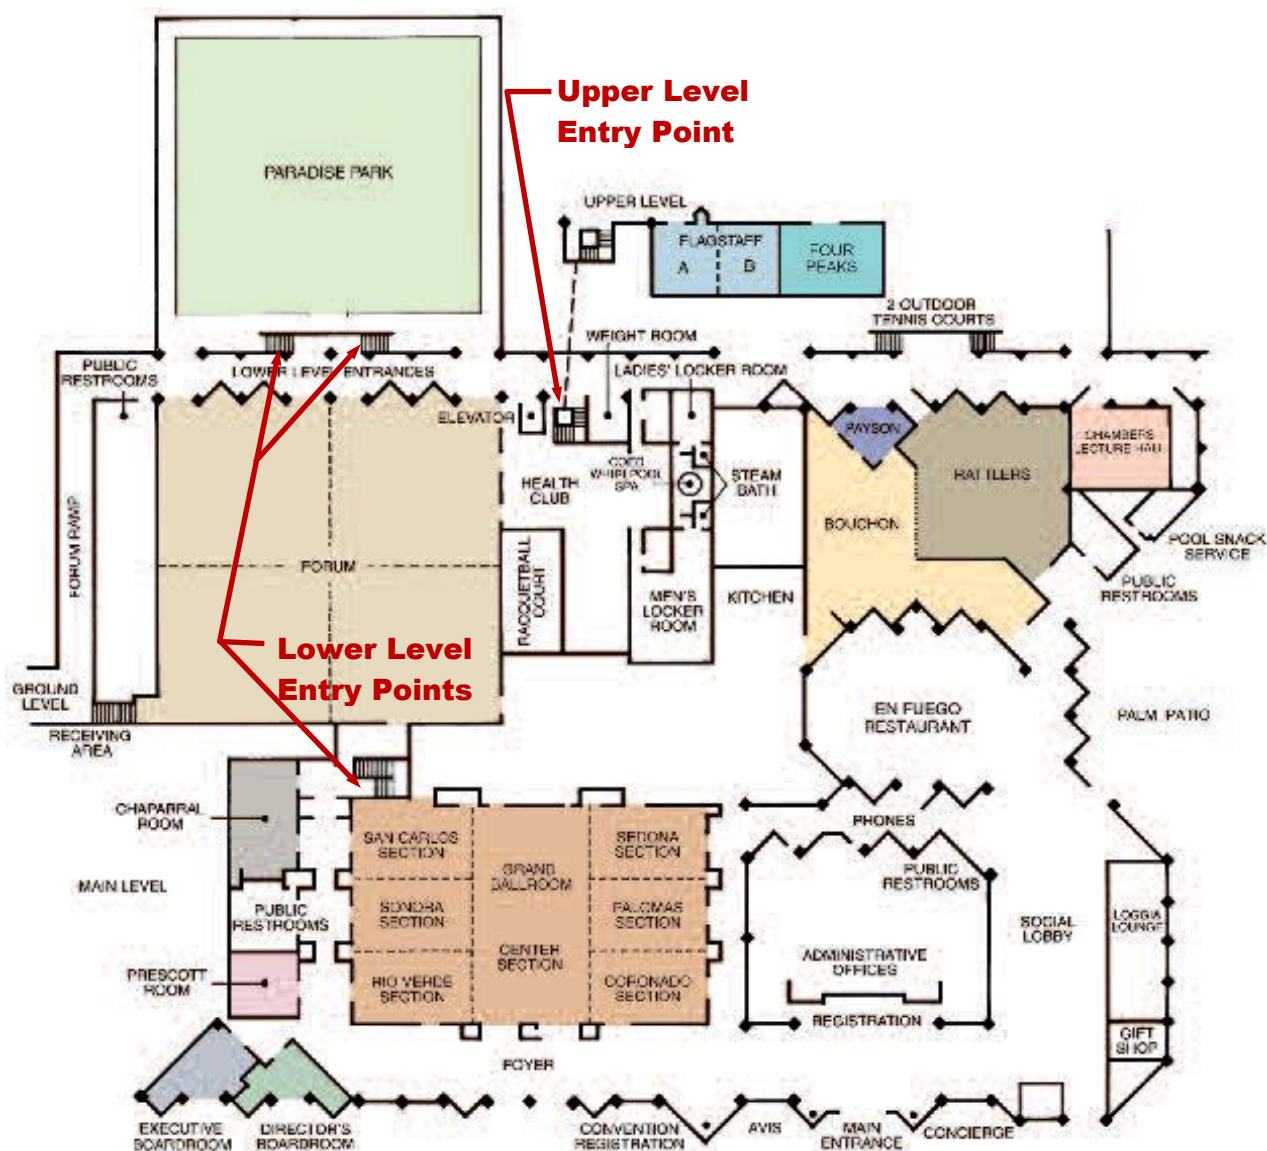 Upper Level
Entry Point
PARADISE PARK
UPPER LEVEL
FLAGSTAFF
A
B
FOUR
PEAKS
2 OUTDOOR
TENNIS COURTS
WEIGHT ROOM
PUBLIC
RESTROOMS
LOWER LEVEL ENTRANCES
LADIES' LOCKER ROOM
ELEVATOR
PAYSON
CHAMBERS
LECTURE HALL
COED
WHIRLPOOL
SPA
STEAM
BATH
HEALTH
CLUB
RATTLERS
BOUCHON
FORUM RAMP
FORUM
RACQUETBALL
COURT
MEN'S
LOCKER
ROOM
KITCHEN
POOL SNACK
SERVICE
PUBLIC
RESTROOMS
Lower Level
Entry Points
GROUND
LEVEL
RECEIVING
AREA
EN FUEGO
RESTAURANT
PALM PATIO
CHAPARRAL
ROOM
SAN CARLOS
SECTION
GRAND
BALLROOM
SEDONA
SECTION
PHONES
PUBLIC
RESTROOMS
MAIN LEVEL
PUBLIC
RESTROOMS
SONORA
SECTION
PALOMAS
SECTION
SOCIAL
LOBBY
LOGGIA
LOUNGE
CENTER
SECTION
ADMINISTRATIVE
OFFICES
PRESCOTT
ROOM
RIO VERDE
SECTION
CORONADO
SECTION
REGISTRATION
GIFT
SHOP
FOYER
EXECUTIVE
BOARDROOM
DIRECTOR'S
BOARDROOM
CONVENTION
REGISTRATION
AVIS
MAIN
ENTRANCE
CONCIERGE